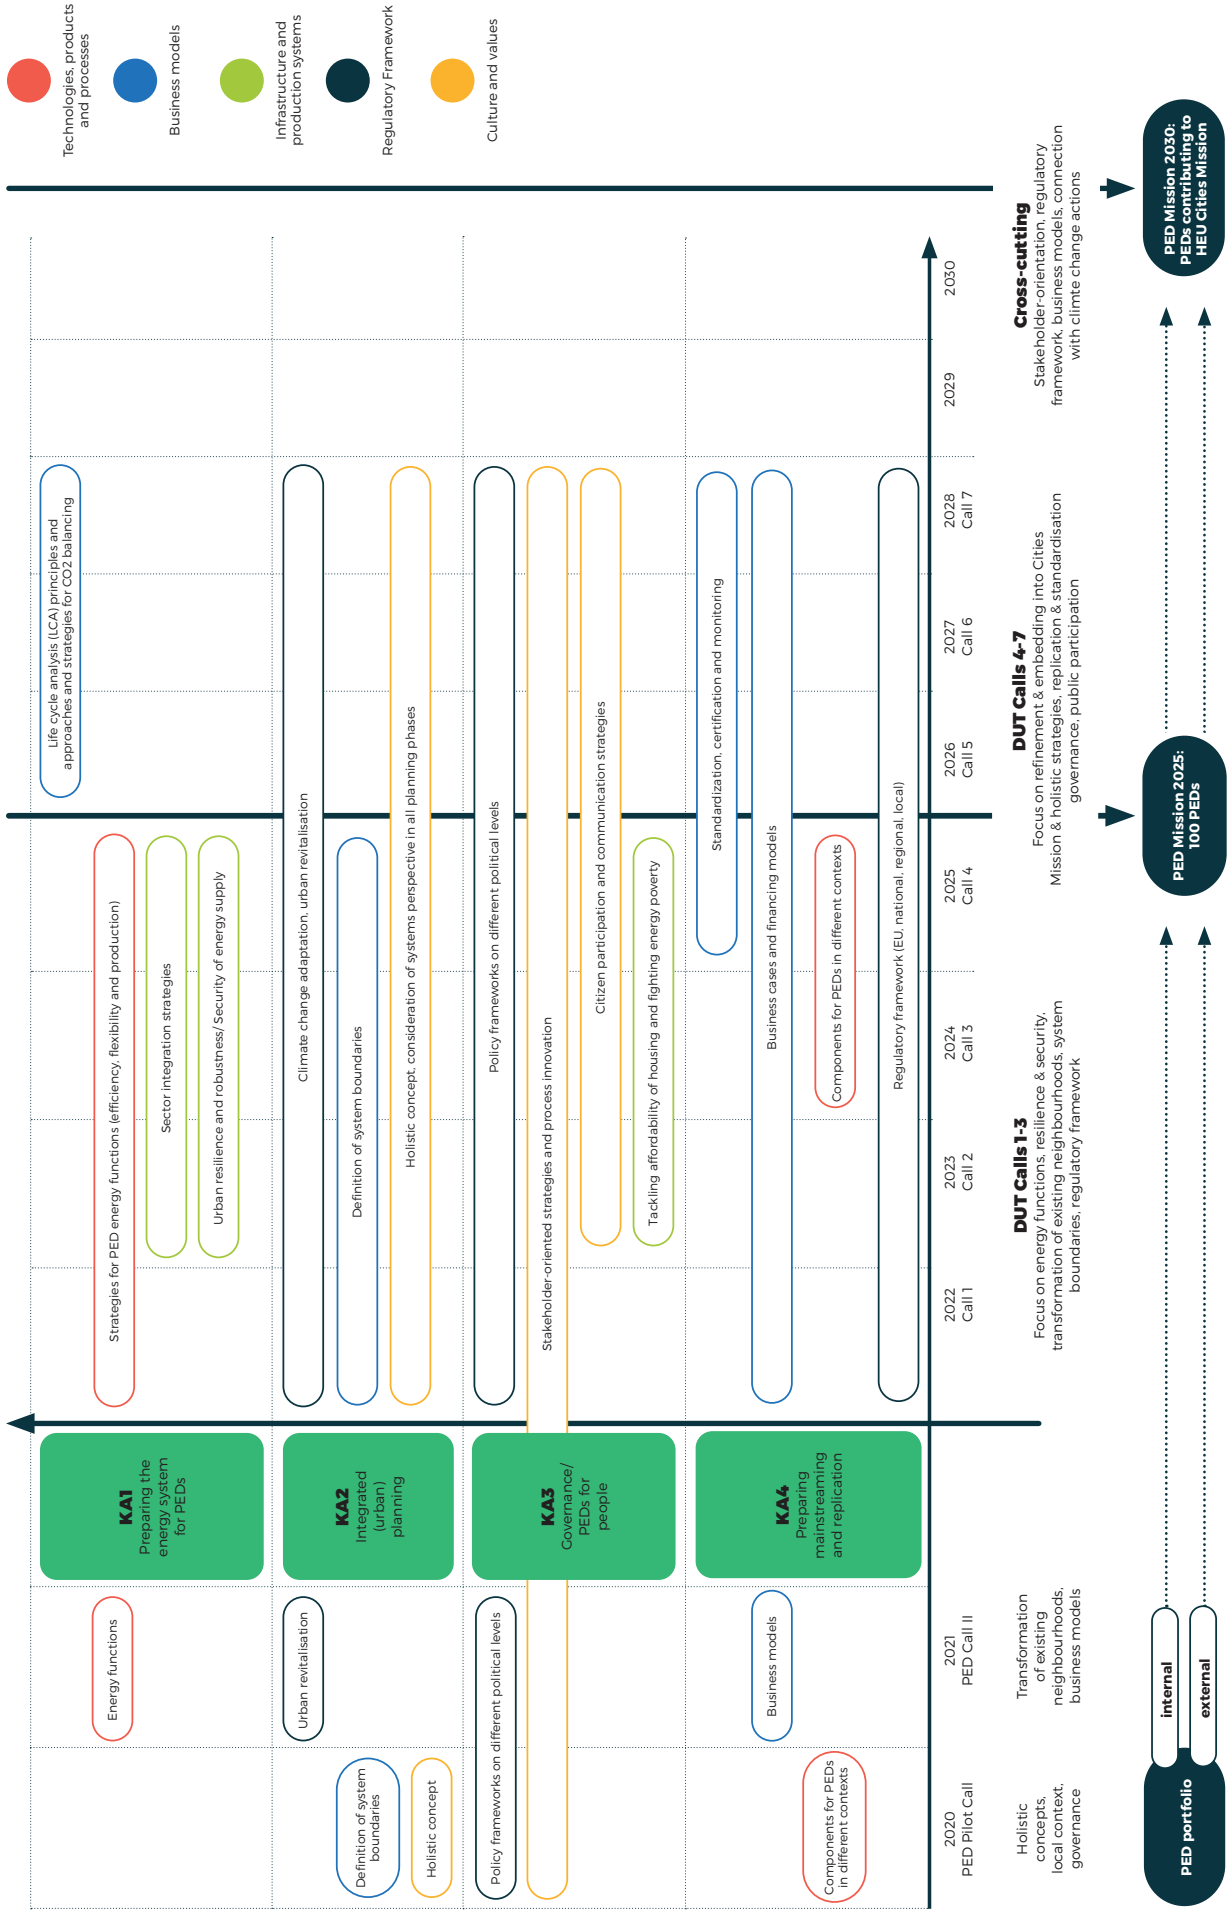 Technologies, products
and processes
Business models
Infrastructure and
production systems
Regulatory Framework
Culture and values
KA1
Preparing the
energy system
for PEDs
Energy functions
Strategies for PED energy functions (efficiency, flexibility and production)
Sector integration strategies
Urban resilience and robustness/ Security of energy supply
Life cycle analysis (LCA) principles and
approaches and strategies for CO2 balancing
KA2
Integrated
(urban)
planning
Urban revitalisation
Definition of system
boundaries
Holistic concept
Climate change adaptation, urban revitalisation
Definition of system boundaries
Holistic concept, consideration of systems perspective in all planning phases
KA3
Governance/
PEDs for
people
Policy frameworks on different political levels
Policy frameworks on different political levels
Stakeholder-oriented strategies and process innovation
Citizen participation and communication strategies
Tackling affordability of housing and fighting energy poverty
KA4
Preparing
mainstreaming
and replication
Business models
Components for PEDs
in different contexts
Standardization, certification and monitoring
Business cases and financing models
Components for PEDs in different contexts
Regulatory framework (EU, national, regional, local)
2020
PED Pilot Call
2021
PED Call II
2022
Call 1
2023
Call 2
2024
Call 3
2025
Call 4
2026
Call 5
2027
Call 6
2028
Call 7
2029
2030
Holistic
concepts,
local context,
governance
Transformation
of existing
neighbourhoods,
business models
DUT Calls 1-3
Focus on energy functions, resilience & security,
transformation of existing neighbourhoods, system
boundaries, regulatory framework
DUT Calls 4-7
Focus on refinement & embedding into Cities
Mission & holistic strategies, replication & standardisation
governance, public participation
Cross-cutting
Stakeholder-orientation, regulatory
framework, business models, connection
with climte change actions
PED portfolio
internal
external
PED Mission 2025:
100 PEDs
PED Mission 2030:
PEDs contributing to
HEU Cities Mission